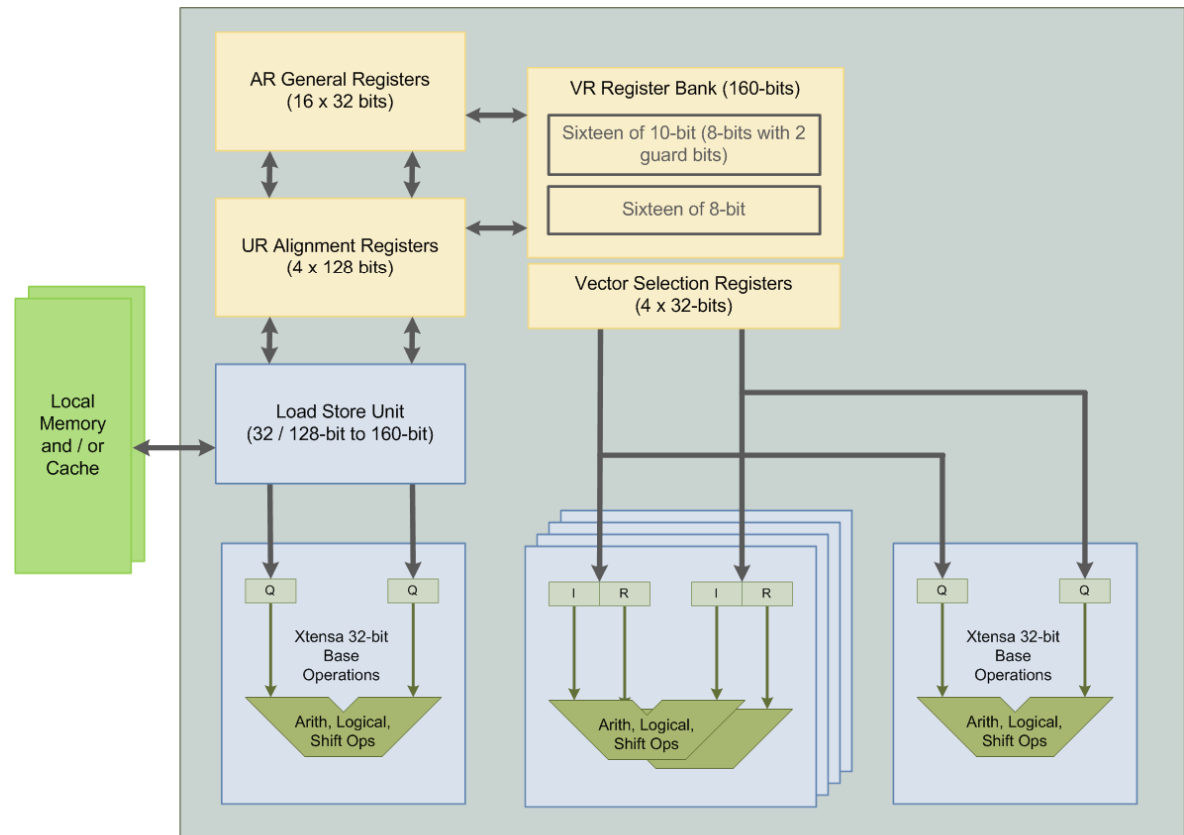 AR General Registers
(16 x 32 bits)
VR Register Bank (160-bits)
Sixteen of 10-bit (8-bits with 2
guard bits)
Sixteen of 8-bit
UR Alignment Registers
(4 x 128 bits)
Vector Selection Registers
(4 x 32-bits)
Local
Memory
and / or
Cache
Load Store Unit
(32 / 128-bit to 160-bit)
Q
Q
Xtensa 32-bit
Base
Operations
Arith, Logical,
Shift Ops
I
R
I
R
Arith, Logical,
Shift Ops
Q
Q
Xtensa 32-bit
Base
Operations
Arith, Logical,
Shift Ops